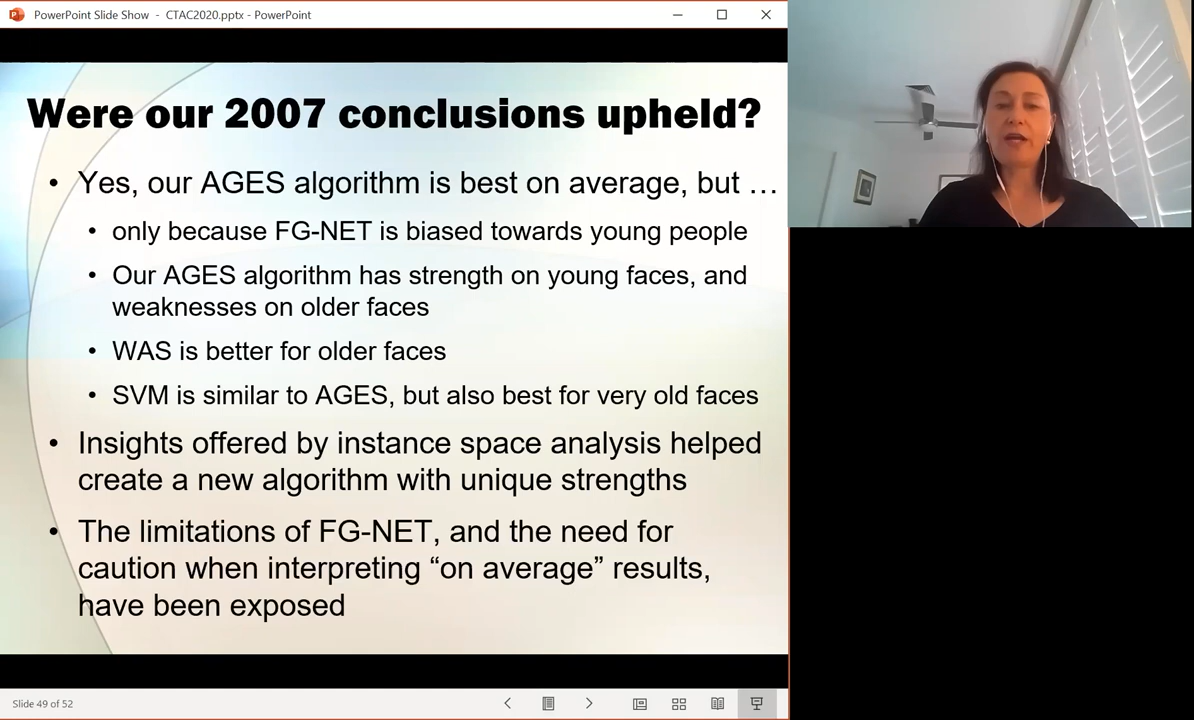 PowerPoint Slide Show - CTAC2020.pptx - PowerPoint
Were our 2007 conclusions upheld?
• Yes, our AGES algorithm is best on average, but …
• only because FG-NET is biased towards young people
• Our AGES algorithm has strength on young faces, and
weaknesses on older faces
• WAS is better for older faces
• SVM is similar to AGES, but also best for very old faces
• Insights offered by instance space analysis helped
create a new algorithm with unique strengths
• The limitations of FG-NET, and the need for
caution when interpreting “on average” results,
have been exposed
Slide 49 of 52